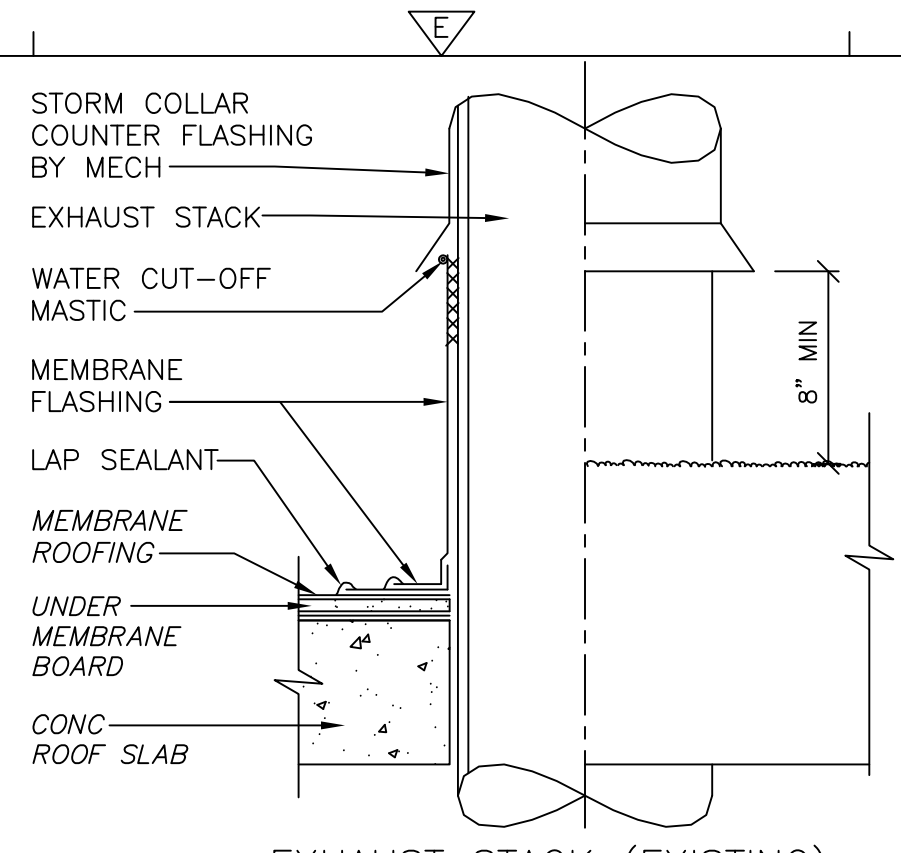 E
STORM COLLAR
COUNTER FLASHING
BY MECH
EXHAUST STACK
WATER CUT-OFF
MASTIC
MEMBRANE
FLASHING
LAP SEALANT
MEMBRANE
ROOFING
UNDER
MEMBRANE
BOARD
CONC
ROOF SLAB
8" MIN
EXHAUST STACK (EXISTING)